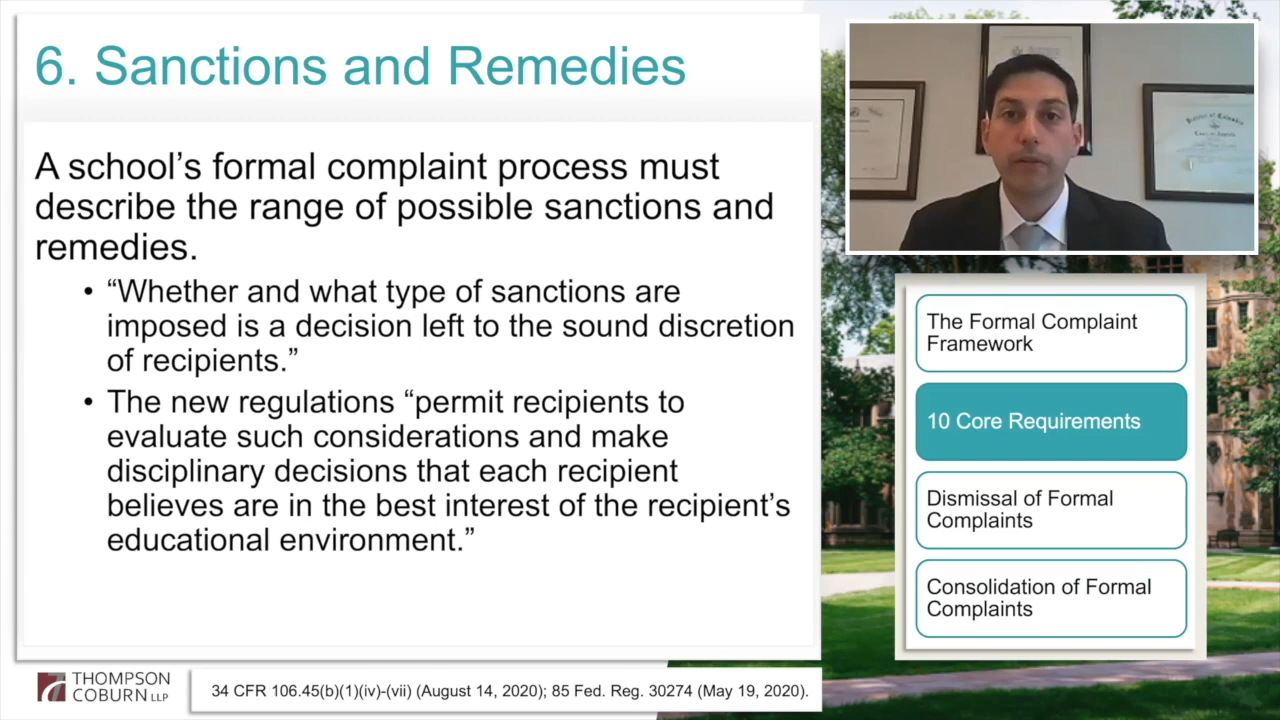 6. Sanctions and Remedies
A school’s formal complaint process must
describe the range of possible sanctions and
remedies.
• “Whether and what type of sanctions are
imposed is a decision left to the sound discretion
of recipients.”
• The new regulations “permit recipients to
evaluate such considerations and make
disciplinary decisions that each recipient
believes are in the best interest of the recipient’s
educational environment.”
The Formal Complaint
Framework
10 Core Requirements
Dismissal of Formal
Complaints
Consolidation of Formal
Complaints
THOMPSON
COBURN LLP
34 CFR 106.45(b)(1)(iv)-(vii) (August 14, 2020); 85 Fed. Reg. 30274 (May 19, 2020).
District of Columbia